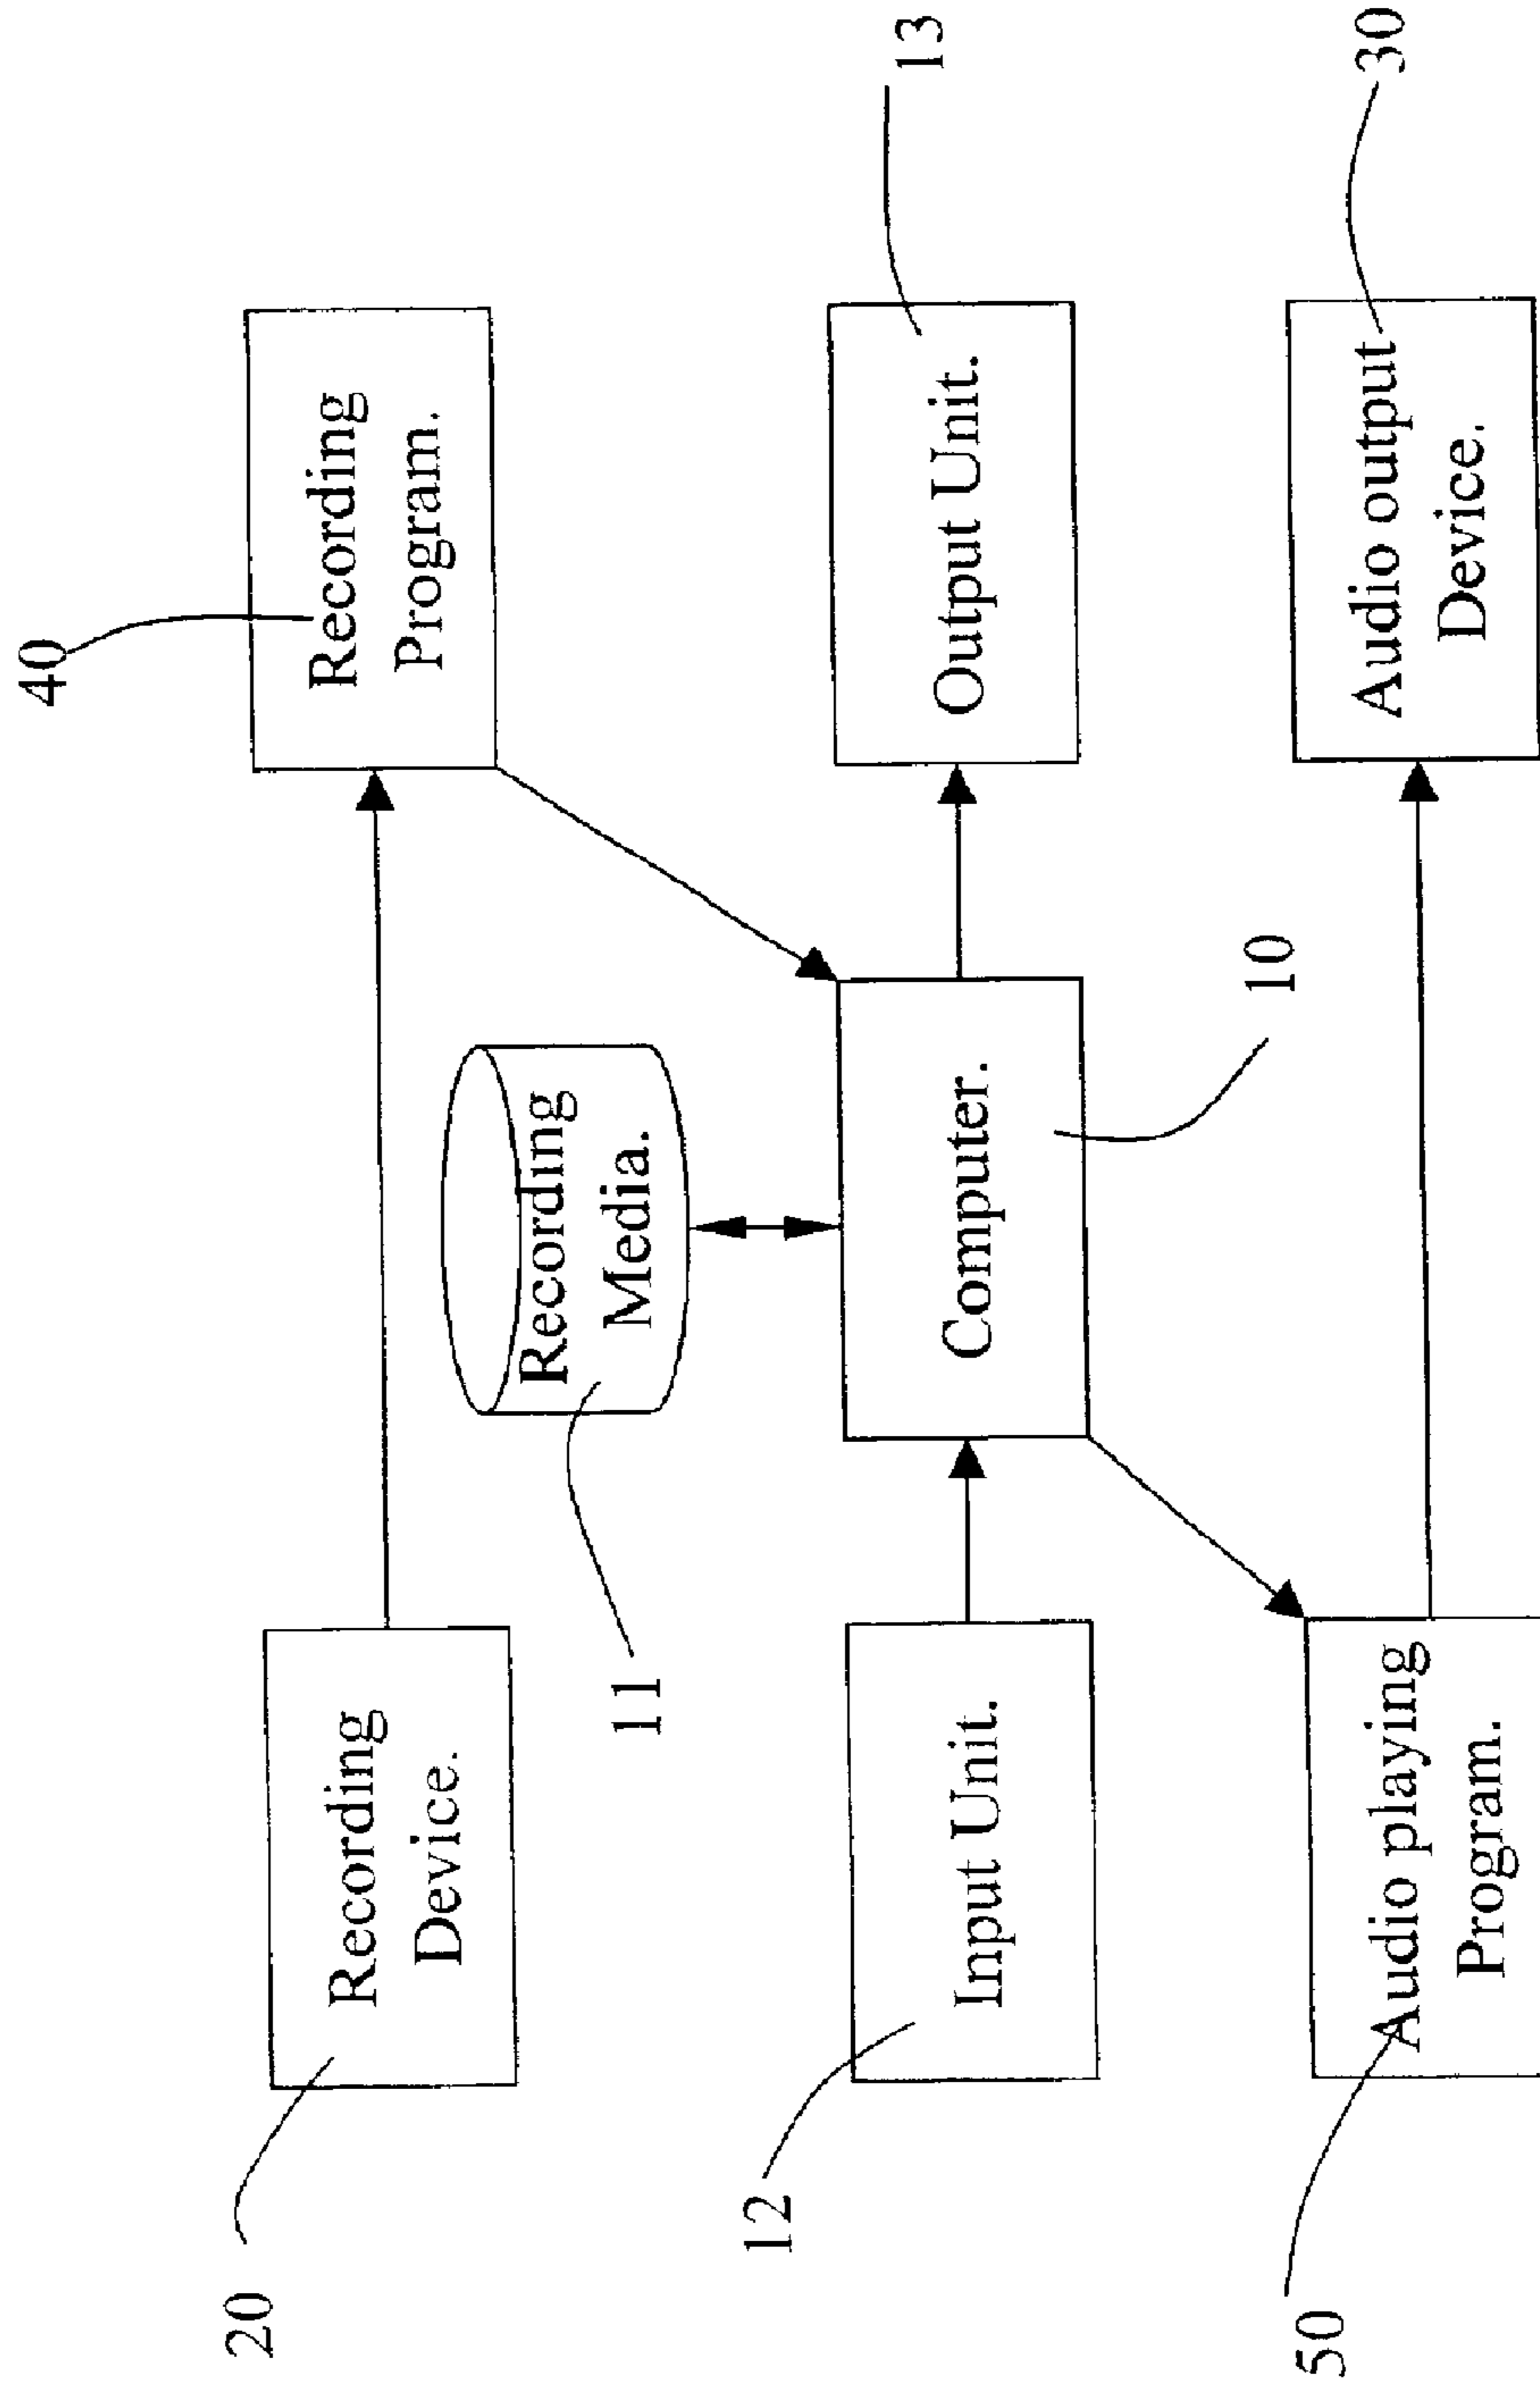 40
Recording
Program.
13
Output Unit.
30
Audio output
Device.
Recording
Media.
11
Computer.
10
20
Recording
Device.
12
Input Unit.
50
Audio playing
Program.